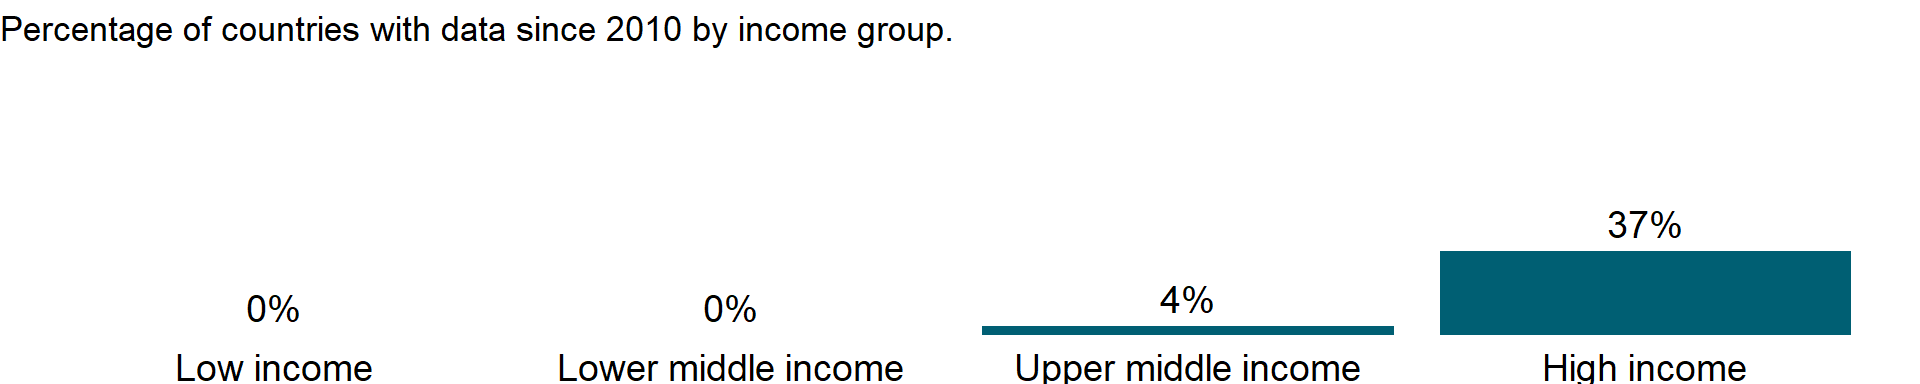 Percentage of countries with data since 2010 by income group.
37%
4%
0% 0%
Low income Lower middle income Upper middle income High income